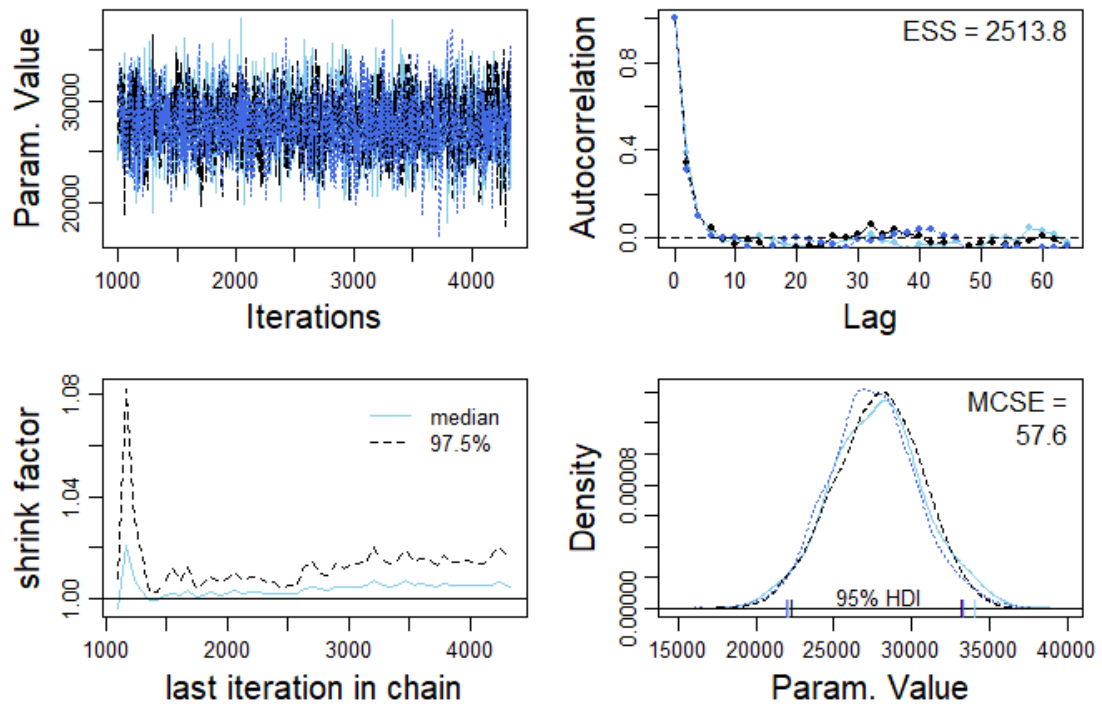 Param. Value
20000
30000
1000
2000
3000
4000
Iterations
Autocorrelation
0.0
0.4
0.8
ESS = 2513.8
0
10
20
30
40
50
60
Lag
shrink factor
1.00
1.04
1.08
median
97.5%
1000
2000
3000
4000
last iteration in chain
Density
0.00000
0.00008
MCSE =
57.6
95% HDI
15000
20000
25000
30000
35000
40000
Param. Value